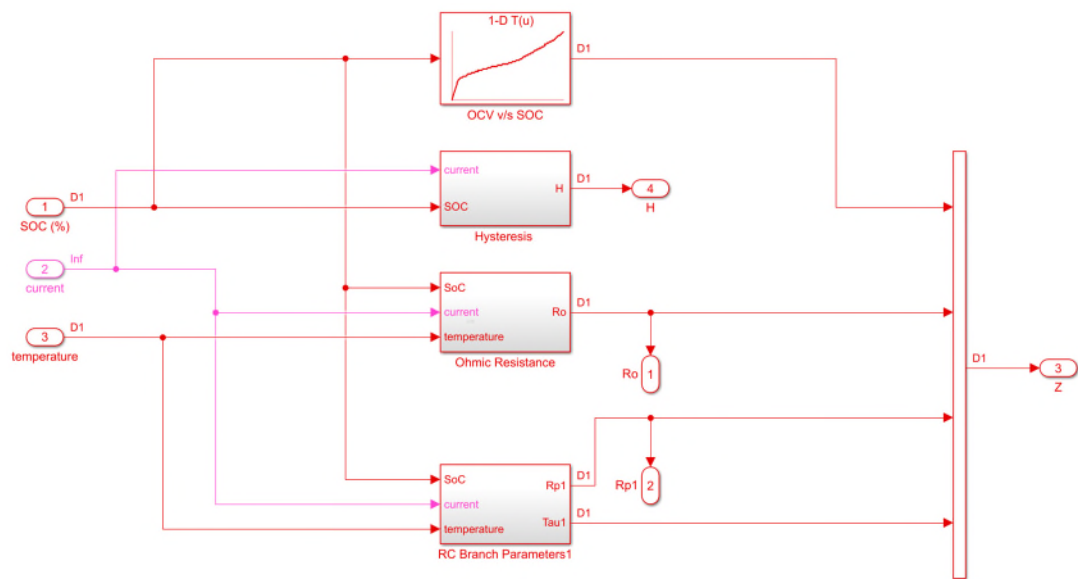 1-D T(u)
D1
OCV v/s SOC
current
D1
H
4
H
SOC
Hysteresis
D1
1
SOC (%)
Inf
2
current
D1
3
temperature
SoC
current
temperature
Ro
D1
Ohmic Resistance
Ro
1
D1
3
Z
SoC
current
temperature
Rp1
D1
Tau1
D1
RC Branch Parameters1
Rp1
2